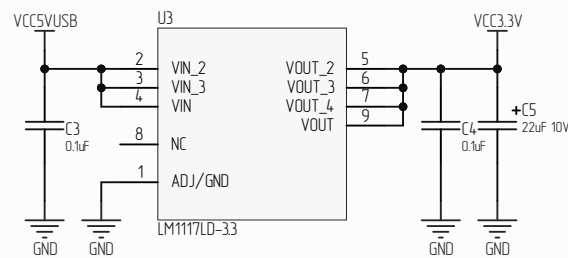 VCC5VUSB
U3
VCC3.3V
2 VIN_2 VOUT_2 5
3 VIN_3 VOUT_3 6
4 VIN VOUT_4 7
VOUT 9
C3
0.1uF
8 NC
C4
0.1uF
+C5
22uF 10V
1 ADJ/GND
LM1117LD-3.3
GND GND GND GND